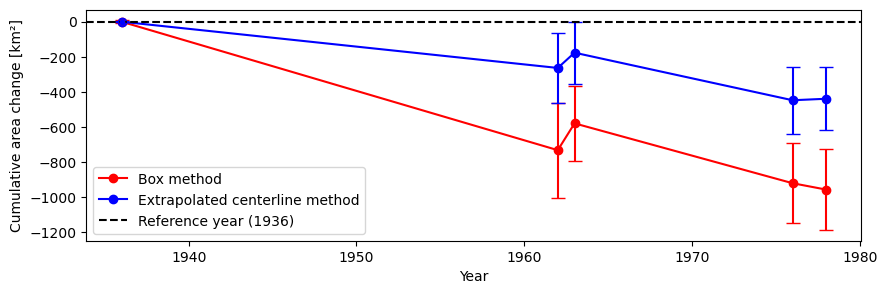 Cumulative area change [km²]
0
−200
−400
−600
−800
−1000
−1200
Box method
Extrapolated centerline method
Reference year (1936)
1940
1950
1960
1970
1980
Year